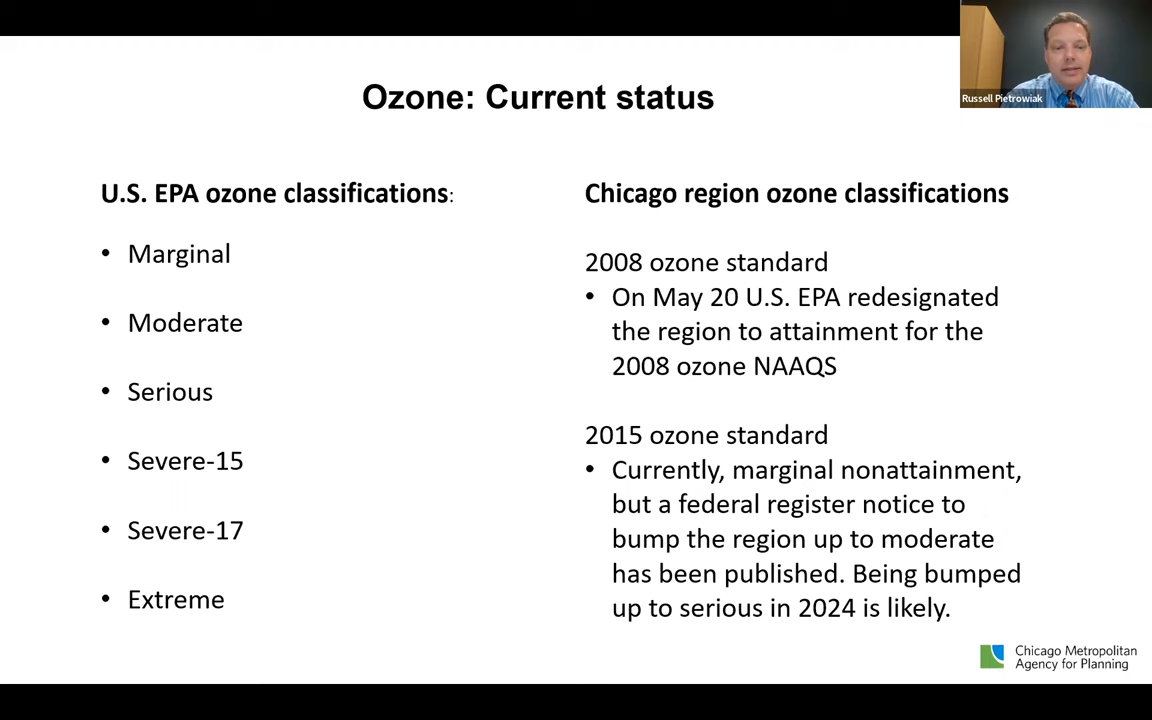 Russell Pietrowiak
Ozone: Current status
U.S. EPA ozone classifications:
• Marginal
• Moderate
• Serious
• Severe-15
• Severe-17
• Extreme
Chicago region ozone classifications
2008 ozone standard
• On May 20 U.S. EPA redesignated
the region to attainment for the
2008 ozone NAAQS
2015 ozone standard
• Currently, marginal nonattainment,
but a federal register notice to
bump the region up to moderate
has been published. Being bumped
up to serious in 2024 is likely.
Chicago Metropolitan
Agency for Planning